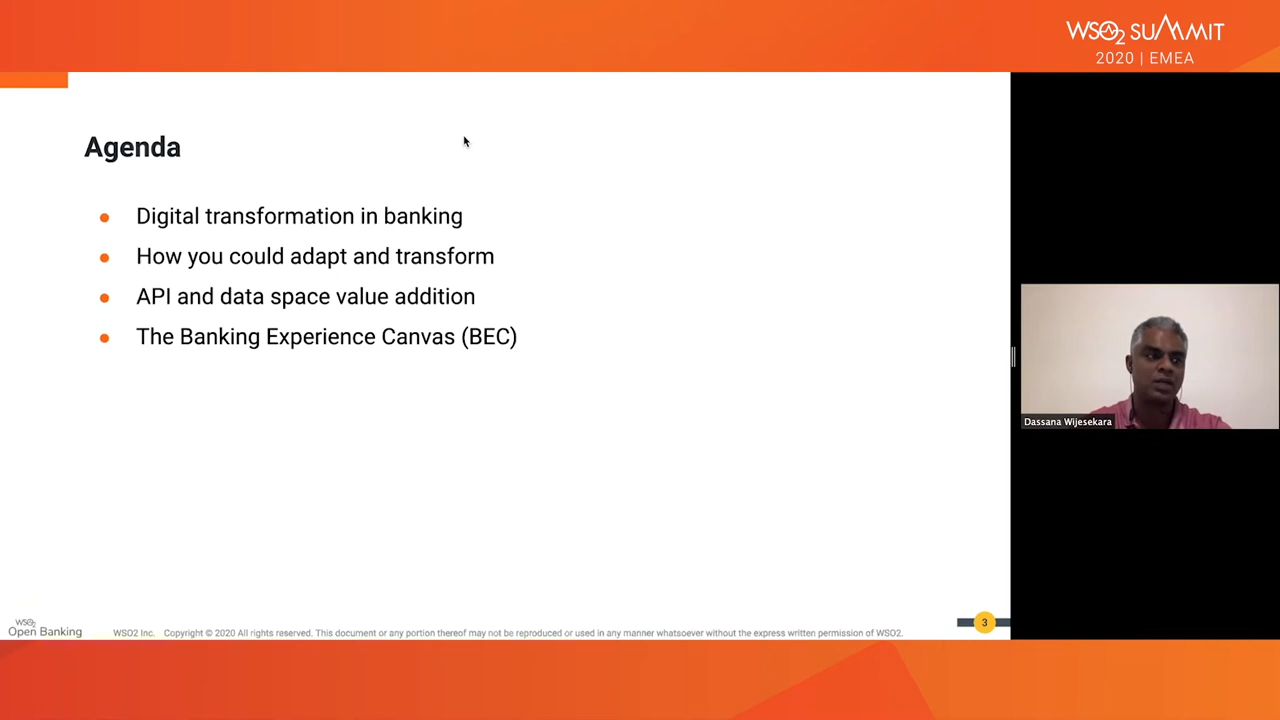 WSO2 SUMMIT
2020 | EMEA
Agenda
● Digital transformation in banking
● How you could adapt and transform
● API and data space value addition
● The Banking Experience Canvas (BEC)
Dassana Wijesekara
WSO2
Open Banking
WSO2 Inc. Copyright © 2020 All rights reserved. This document or any portion thereof may not be reproduced or used in any manner whatsoever without the express written permission of WSO2.
3